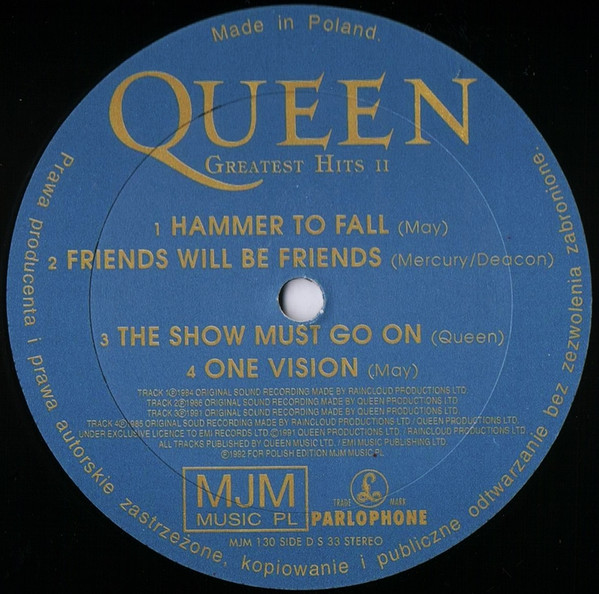 Made in Poland.
QUEEN
GREATEST HITS II
1 HAMMER TO FALL (May)
2 FRIENDS WILL BE FRIENDS (Mercury/Deacon)
3 THE SHOW MUST GO ON (Queen)
4 ONE VISION (May)
TRACK 1℗1984 ORIGINAL SOUND RECORDING MADE BY RAINCLOUD PRODUCTIONS LTD.
TRACK 2℗1986 ORIGINAL SOUND RECORDING MADE BY QUEEN PRODUCTIONS LTD.
TRACK 3℗1991 ORIGINAL SOUND RECORDING MADE BY QUEEN PRODUCTIONS LTD.
TRACK 4℗1985 ORIGINAL SOUD RECORDING MADE BY RAINCLOUD PRODUCTIONS LTD / QUEEN PRODUCTIONS LTD.
UNDER EXCLUSIVE LICENCE TO EMI RECORDS LTD ©1991 QUEEN PRODUCTIONS LTD. / RAINCLOUD PRODUCTIONS LTD.
ALL TRACKS PUBLISHED BY QUEEN MUSIC LTD. / EMI MUSIC PUBLISHING LTD.
℗1992 FOR POLISH EDITION MJM MUSIC PL.
MJM
MUSIC PL
TRADE MARK
PARLOPHONE
MJM 130 SIDE D S 33 STEREO
Prawa producenta i prawa autorskie zastrzeżone, kopiowanie i publiczne odtwarzanie bez zezwolenia zabronione.